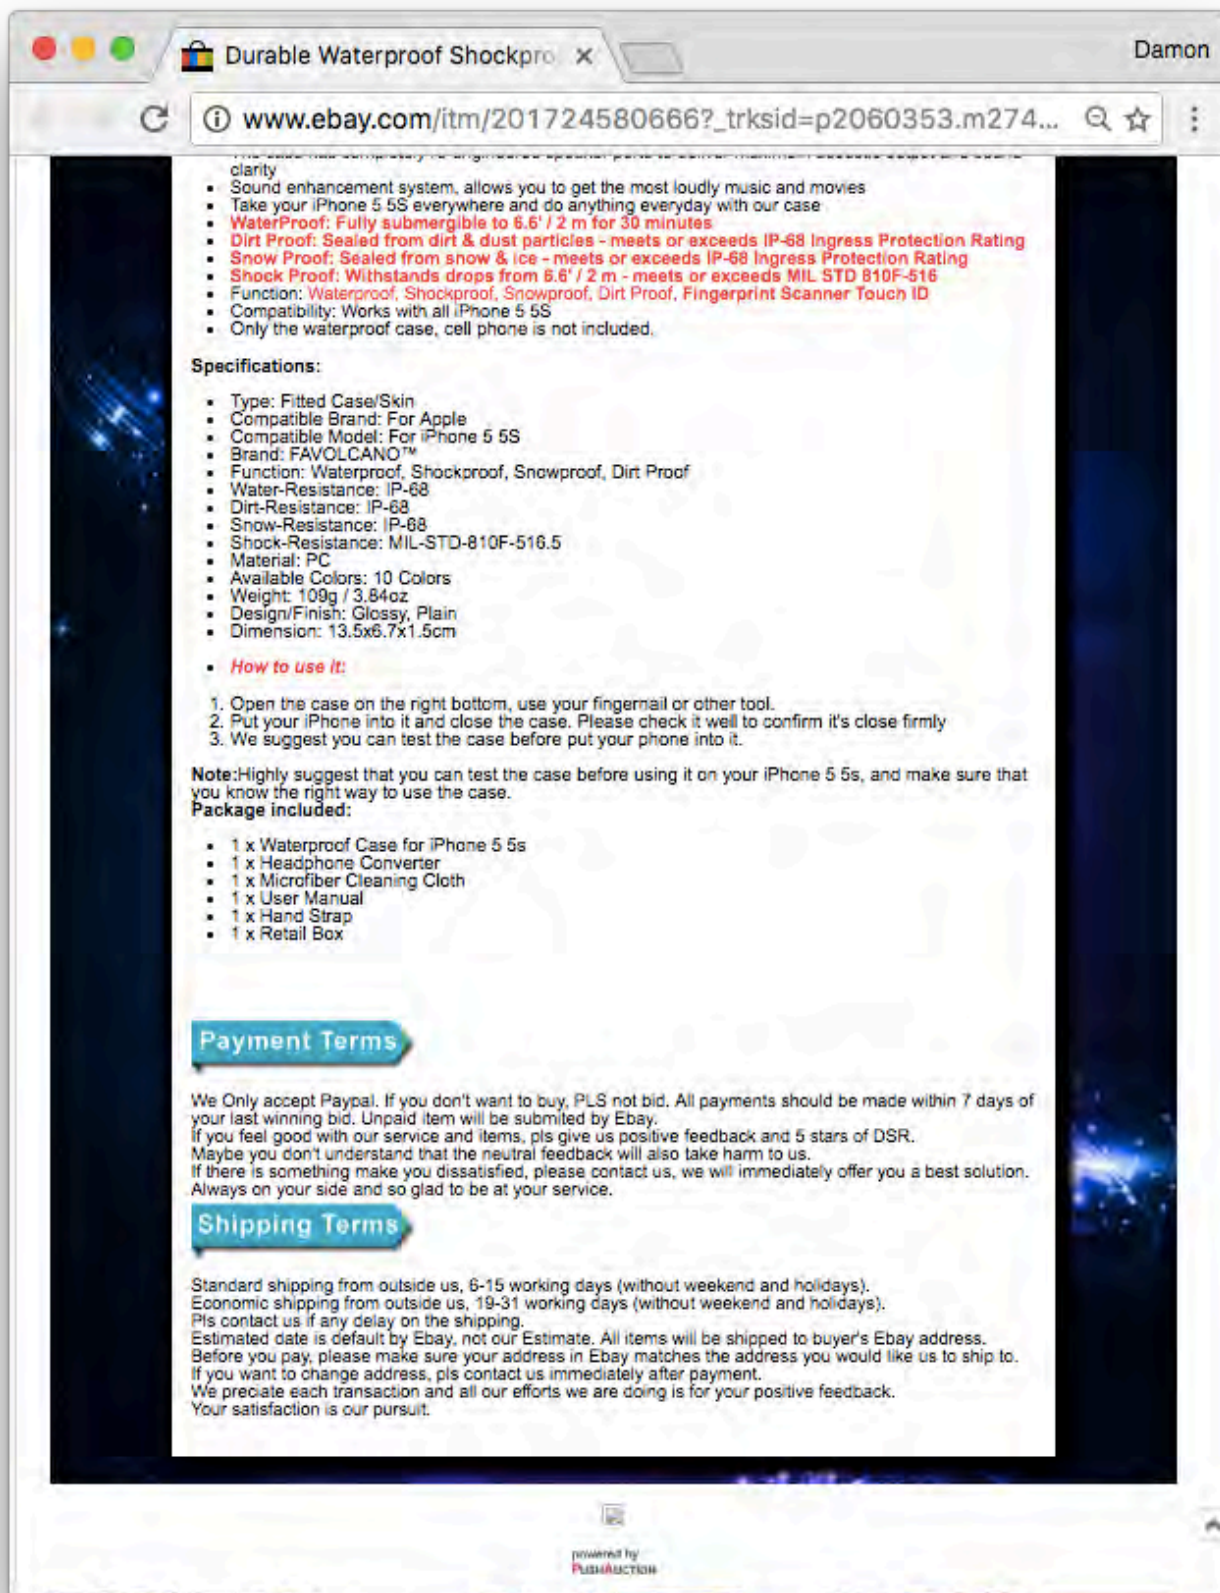 Durable Waterproof Shockpro
Damon
www.ebay.com/itm/201724580666?_trksid=p2060353.m274...
The case has completely re-engineered speaker ports to deliver maximum acoustic output and sound
clarity
Sound enhancement system, allows you to get the most loudly music and movies
Take your iPhone 5 5S everywhere and do anything everyday with our case
WaterProof: Fully submergible to 6.6' / 2 m for 30 minutes
Dirt Proof: Sealed from dirt & dust particles - meets or exceeds IP-68 Ingress Protection Rating
Snow Proof: Sealed from snow & ice - meets or exceeds IP-68 Ingress Protection Rating
Shock Proof: Withstands drops from 6.6' / 2 m - meets or exceeds MIL STD 810F-516
Function: Waterproof, Shockproof, Snowproof, Dirt Proof, Fingerprint Scanner Touch ID
Compatibility: Works with all iPhone 5 5S
Only the waterproof case, cell phone is not included.
Specifications:
Type: Fitted Case/Skin
Compatible Brand: For Apple
Compatible Model: For iPhone 5 5S
Brand: FAVOLCANO™
Function: Waterproof, Shockproof, Snowproof, Dirt Proof
Water-Resistance: IP-68
Dirt-Resistance: IP-68
Snow-Resistance: IP-68
Shock-Resistance: MIL-STD-810F-516.5
Material: PC
Available Colors: 10 Colors
Weight: 109g / 3.84oz
Design/Finish: Glossy, Plain
Dimension: 13.5x6.7x1.5cm
How to use it:
1. Open the case on the right bottom, use your fingernail or other tool.
2. Put your iPhone into it and close the case. Please check it well to confirm it's close firmly
3. We suggest you can test the case before put your phone into it.
Note:Highly suggest that you can test the case before using it on your iPhone 5 5s, and make sure that
you know the right way to use the case.
Package included:
1 x Waterproof Case for iPhone 5 5s
1 x Headphone Converter
1 x Microfiber Cleaning Cloth
1 x User Manual
1 x Hand Strap
1 x Retail Box
Payment Terms
We Only accept Paypal. If you don't want to buy, PLS not bid. All payments should be made within 7 days of
your last winning bid. Unpaid item will be submited by Ebay.
If you feel good with our service and items, pls give us positive feedback and 5 stars of DSR.
Maybe you don't understand that the neutral feedback will also take harm to us.
If there is something make you dissatisfied, please contact us, we will immediately offer you a best solution.
Always on your side and so glad to be at your service.
Shipping Terms
Standard shipping from outside us, 6-15 working days (without weekend and holidays).
Economic shipping from outside us, 19-31 working days (without weekend and holidays).
Pls contact us if any delay on the shipping.
Estimated date is default by Ebay, not our Estimate. All items will be shipped to buyer's Ebay address.
Before you pay, please make sure your address in Ebay matches the address you would like us to ship to.
If you want to change address, pls contact us immediately after payment.
We preciate each transaction and all our efforts we are doing is for your positive feedback.
Your satisfaction is our pursuit.
powered by
PUSHAUCTION